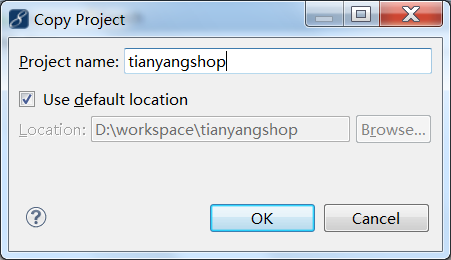 Copy Project
Project name: tianyangshop
Use default location
Location: D:\workspace\tianyangshop Browse...
? OK Cancel